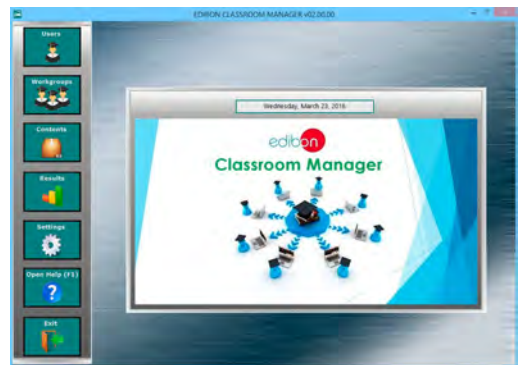 EDIBON CLASSROOM MANAGER v02.00.00
Users
Workgroups
Contents
Results
Settings
Open Help (F1)
?
Exit
Wednesday, March 23, 2016
edibon
Classroom Manager